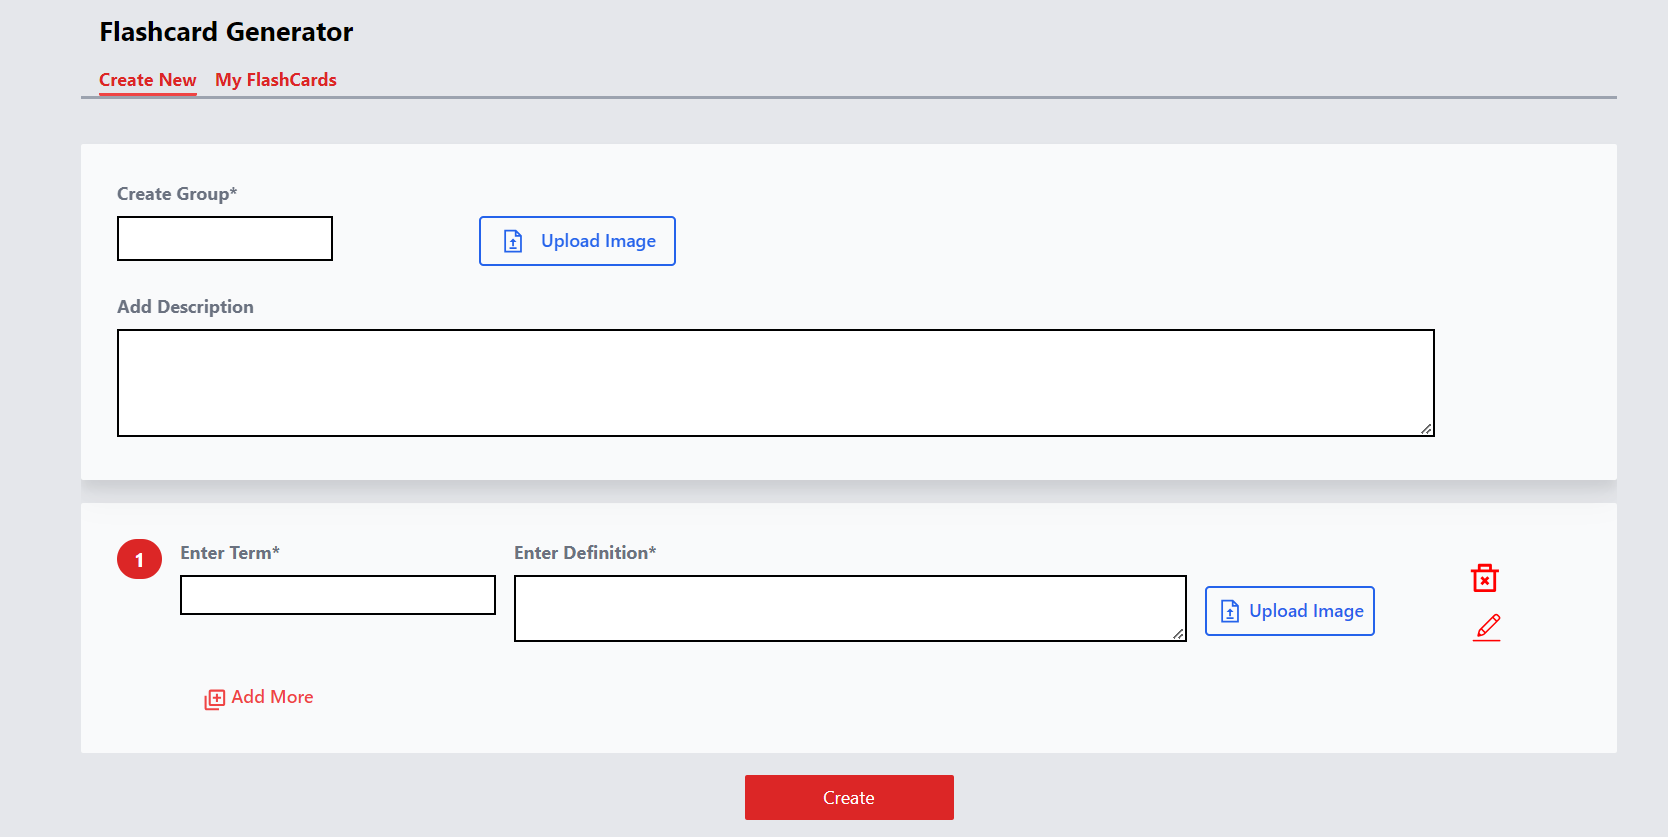 Flashcard Generator
Create New My FlashCards
Create Group*
Upload Image
Add Description
1 Enter Term* Enter Definition*
Upload Image
Add More
Create